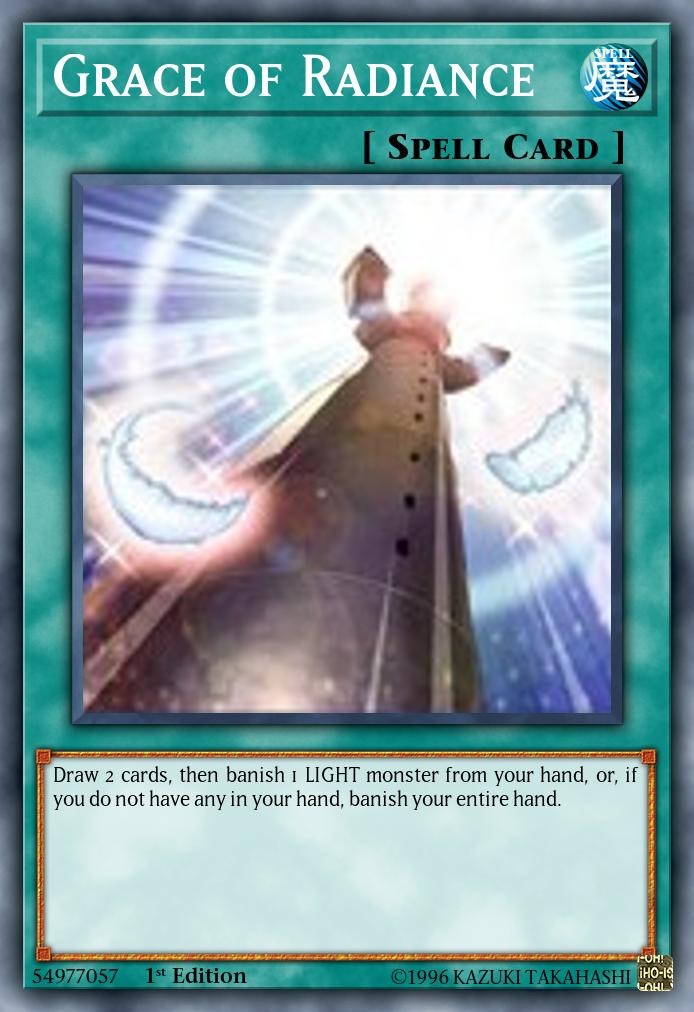 Grace of Radiance
SPELL
魔
[ Spell Card ]
Draw 2 cards, then banish 1 LIGHT monster from your hand, or, if
you do not have any in your hand, banish your entire hand.
54977057 1st Edition ©1996 KAZUKI TAKAHASHI